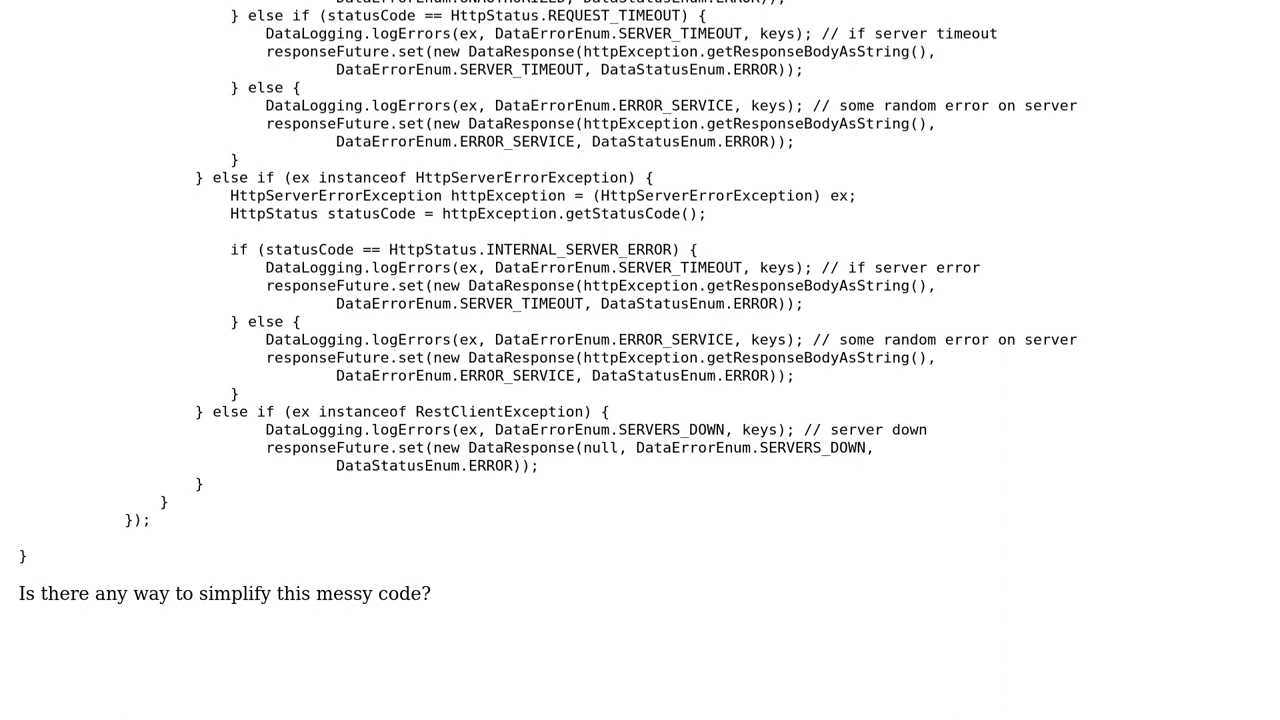 DataErrorEnum.UNAUTHORIZED, DataStatusEnum.ERROR));
} else if (statusCode == HttpStatus.REQUEST_TIMEOUT) {
DataLogging.logErrors(ex, DataErrorEnum.SERVER_TIMEOUT, keys); // if server timeout
responseFuture.set(new DataResponse(httpException.getResponseBodyAsString(),
DataErrorEnum.SERVER_TIMEOUT, DataStatusEnum.ERROR));
} else {
DataLogging.logErrors(ex, DataErrorEnum.ERROR_SERVICE, keys); // some random error on server
responseFuture.set(new DataResponse(httpException.getResponseBodyAsString(),
DataErrorEnum.ERROR_SERVICE, DataStatusEnum.ERROR));
}
} else if (ex instanceof HttpServerErrorException) {
HttpServerErrorException httpException = (HttpServerErrorException) ex;
HttpStatus statusCode = httpException.getStatusCode();
if (statusCode == HttpStatus.INTERNAL_SERVER_ERROR) {
DataLogging.logErrors(ex, DataErrorEnum.SERVER_TIMEOUT, keys); // if server error
responseFuture.set(new DataResponse(httpException.getResponseBodyAsString(),
DataErrorEnum.SERVER_TIMEOUT, DataStatusEnum.ERROR));
} else {
DataLogging.logErrors(ex, DataErrorEnum.ERROR_SERVICE, keys); // some random error on server
responseFuture.set(new DataResponse(httpException.getResponseBodyAsString(),
DataErrorEnum.ERROR_SERVICE, DataStatusEnum.ERROR));
}
} else if (ex instanceof RestClientException) {
DataLogging.logErrors(ex, DataErrorEnum.SERVERS_DOWN, keys); // server down
responseFuture.set(new DataResponse(null, DataErrorEnum.SERVERS_DOWN,
DataStatusEnum.ERROR));
}
}
});
}
Is there any way to simplify this messy code?